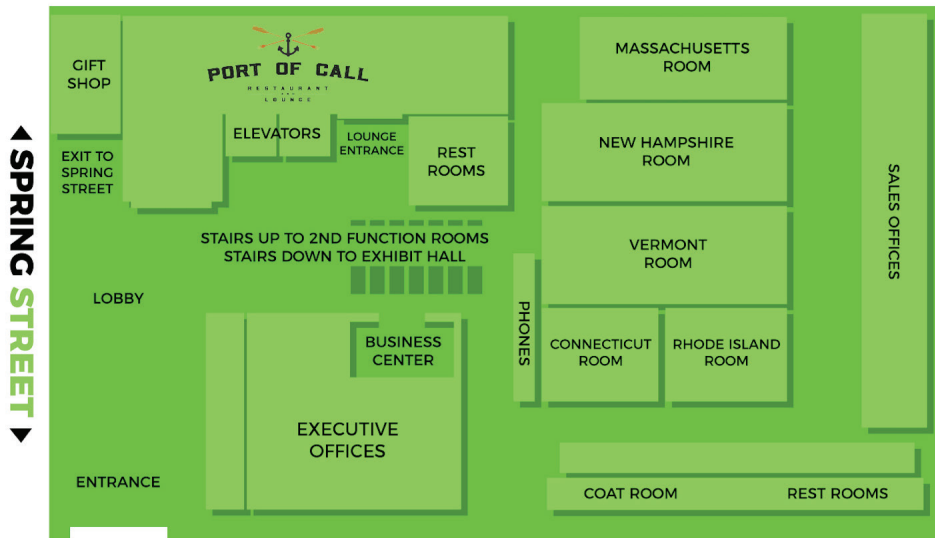 SPRING STREET
GIFT
SHOP
PORT OF CALL
RESTAURANT
LOUNGE
ELEVATORS
LOUNGE
ENTRANCE
REST
ROOMS
EXIT TO
SPRING
STREET
STAIRS UP TO 2ND FUNCTION ROOMS
STAIRS DOWN TO EXHIBIT HALL
LOBBY
BUSINESS
CENTER
EXECUTIVE
OFFICES
ENTRANCE
MASSACHUSETTS
ROOM
NEW HAMPSHIRE
ROOM
VERMONT
ROOM
PHONES
CONNECTICUT
ROOM
RHODE ISLAND
ROOM
SALES OFFICES
COAT ROOM
REST ROOMS